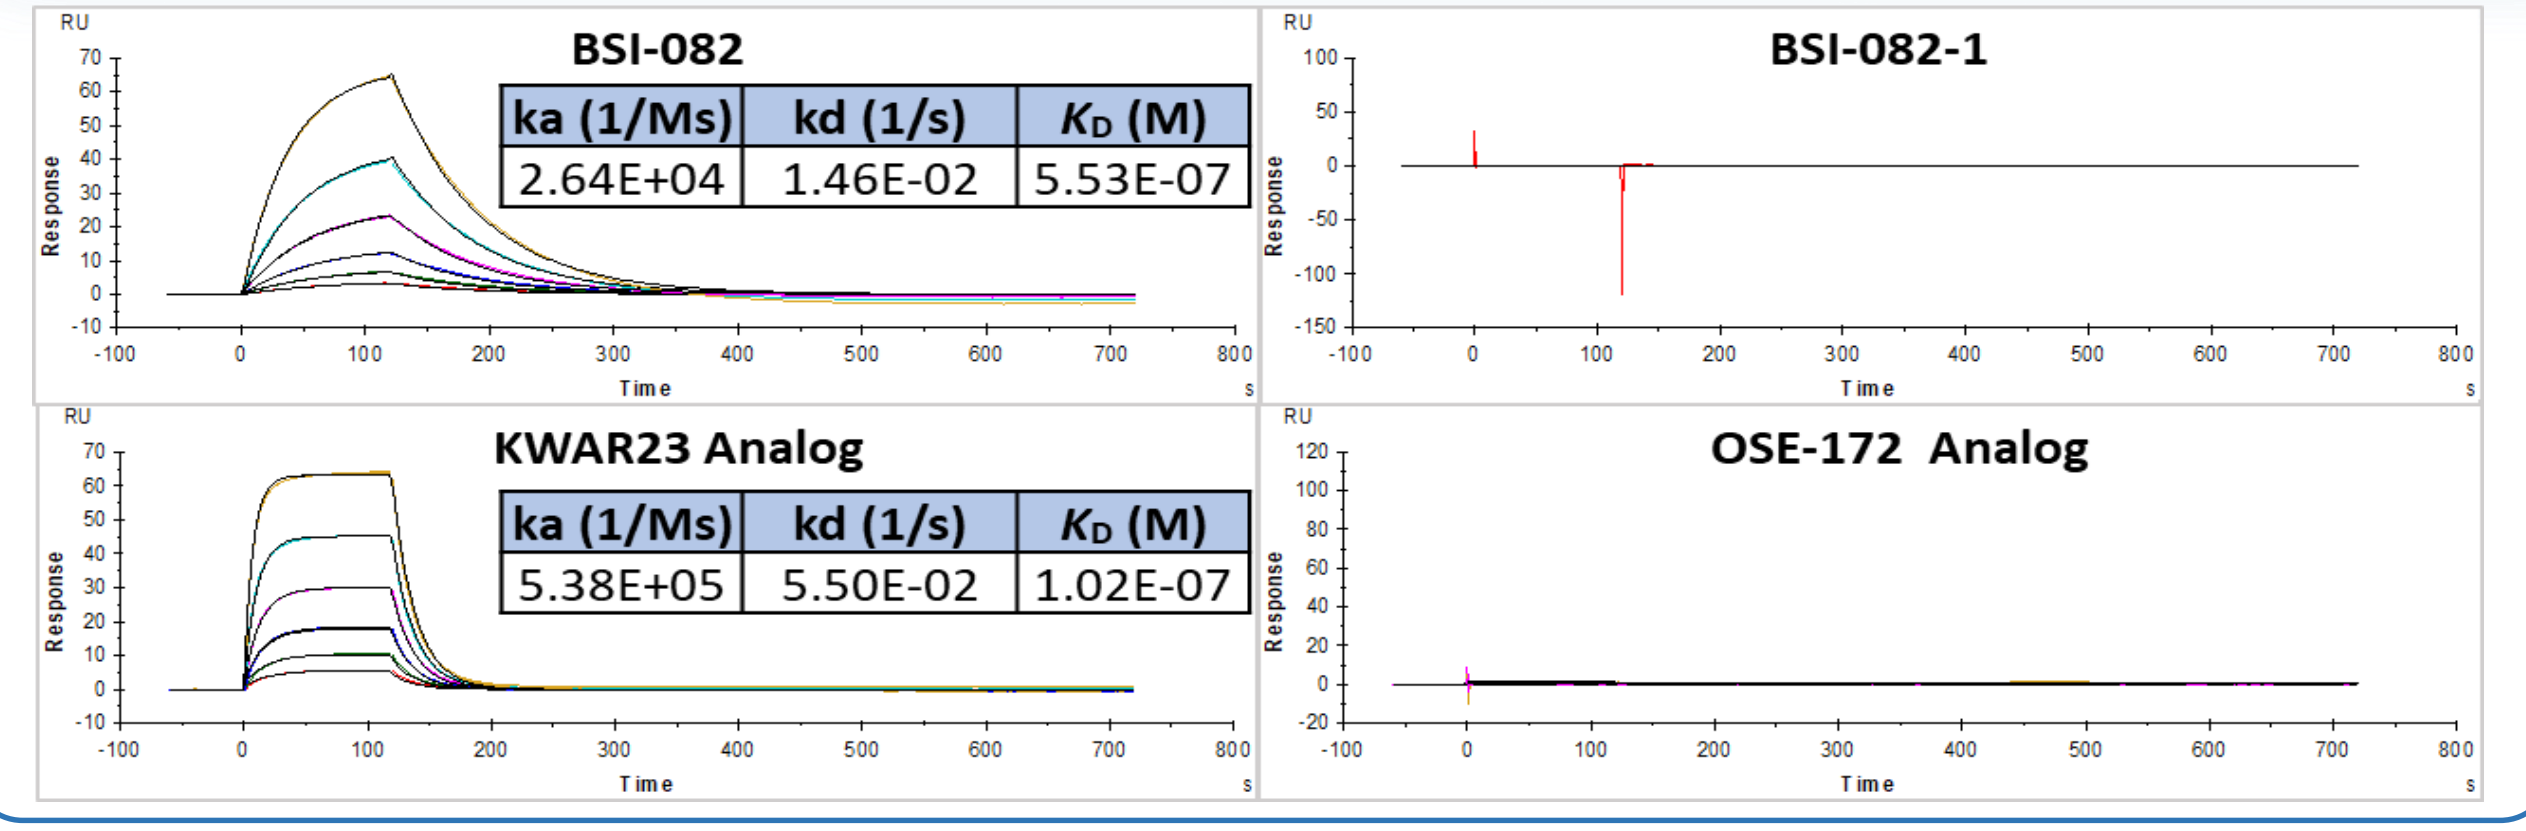 RU
BSI-082
70
60
50
40
30
20
10
0
-10
Response
ka (1/Ms) kd (1/s) KD (M)
2.64E+04 1.46E-02 5.53E-07
-100 0 100 200 300 400 500 600 700 800
Time s
RU
BSI-082-1
100
50
0
-50
-100
-150
Response
-100 0 100 200 300 400 500 600 700 800
Time s
RU
KWAR23 Analog
70
60
50
40
30
20
10
0
-10
Response
ka (1/Ms) kd (1/s) KD (M)
5.38E+05 5.50E-02 1.02E-07
-100 0 100 200 300 400 500 600 700 800
Time s
RU
OSE-172 Analog
120
100
80
60
40
20
0
-20
Response
-100 0 100 200 300 400 500 600 700 800
Time s